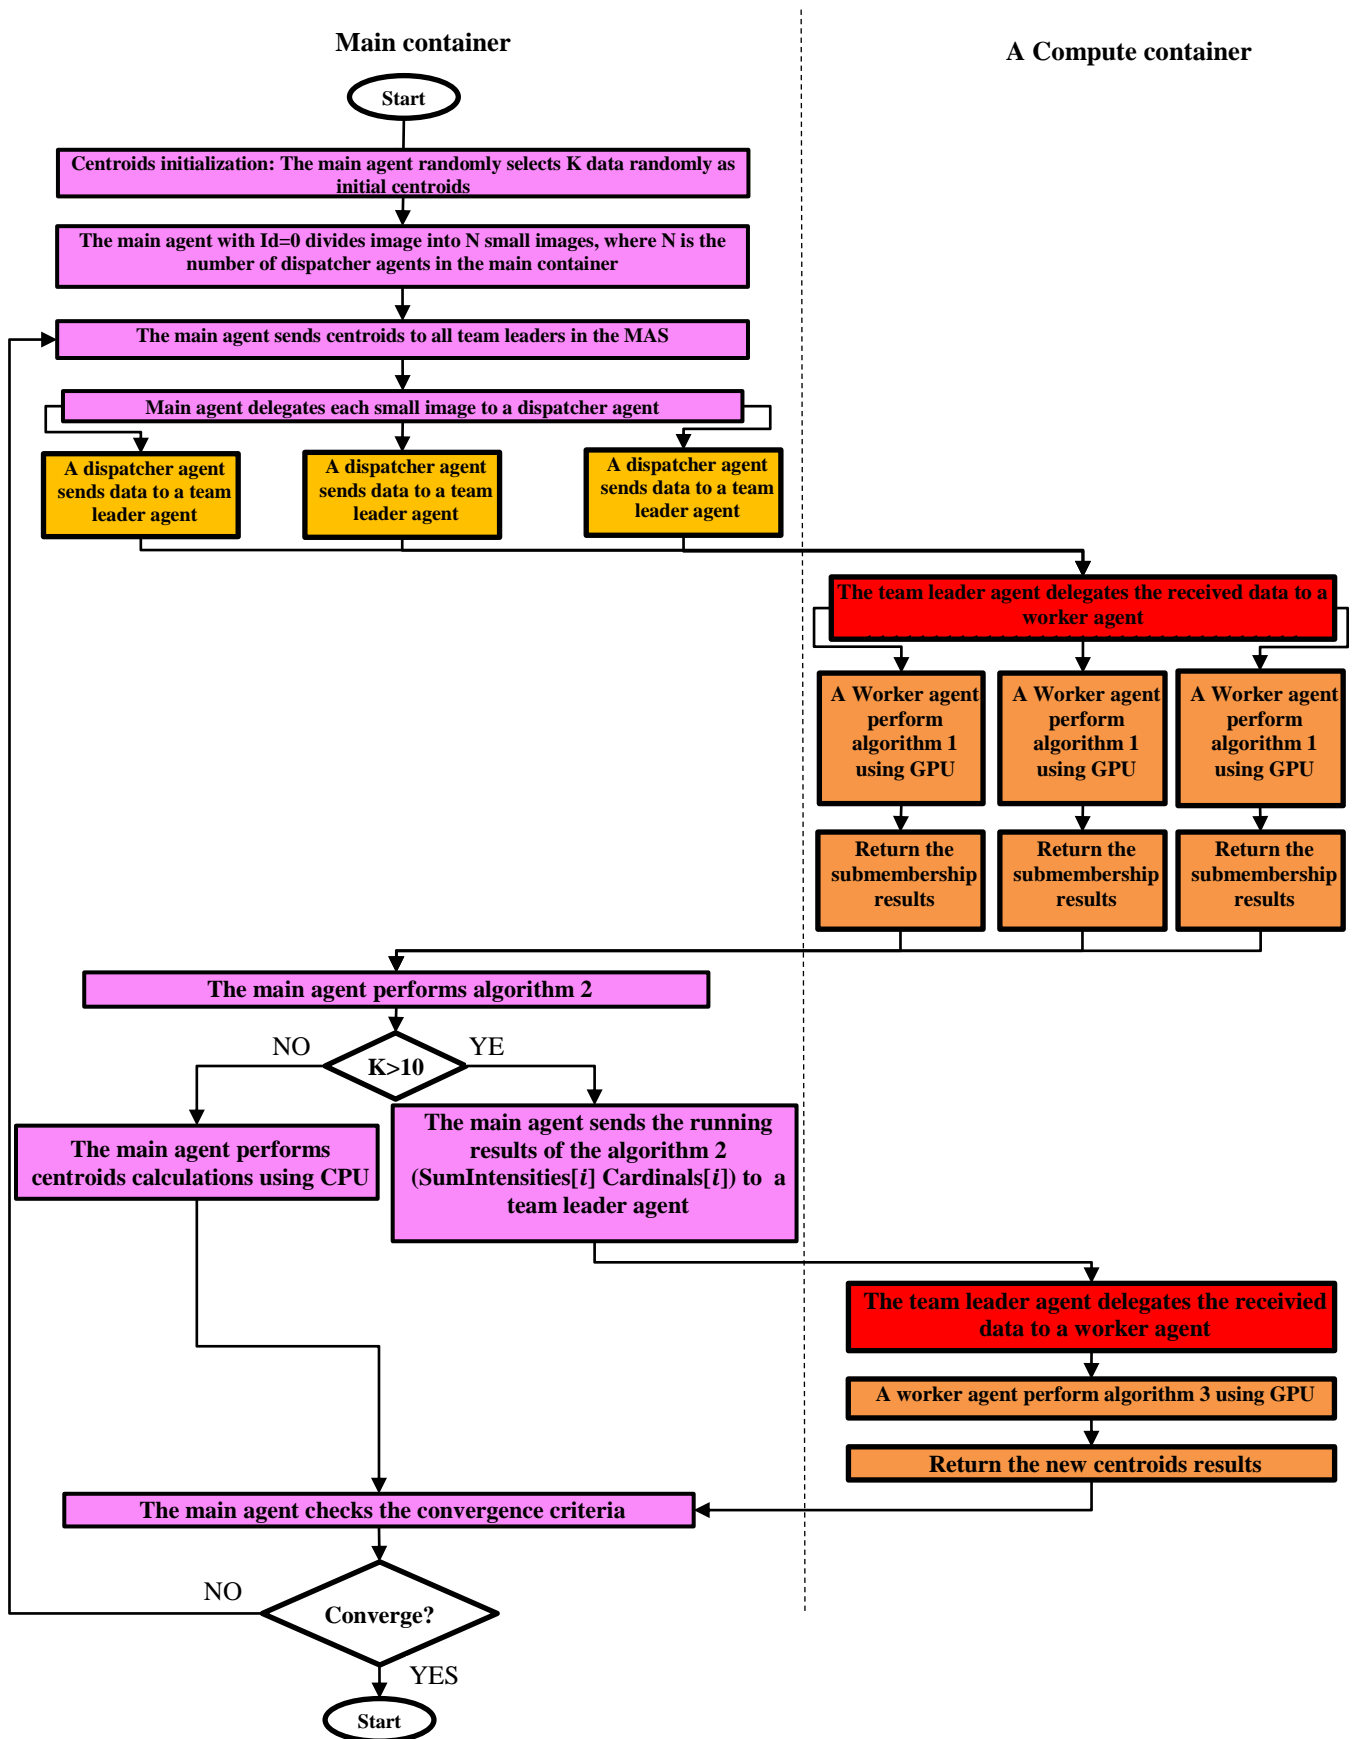 Main container
A Compute container
Start
Centroids initialization: The main agent randomly selects K data randomly as
initial centroids
The main agent with Id=0 divides image into N small images, where N is the
number of dispatcher agents in the main container
The main agent sends centroids to all team leaders in the MAS
Main agent delegates each small image to a dispatcher agent
A dispatcher agent
sends data to a team
leader agent
A dispatcher agent
sends data to a team
leader agent
A dispatcher agent
sends data to a team
leader agent
The team leader agent delegates the received data to a
worker agent
A Worker agent
perform
algorithm 1
using GPU
A Worker agent
perform
algorithm 1
using GPU
A Worker agent
perform
algorithm 1
using GPU
Return the
submembership
results
Return the
submembership
results
Return the
submembership
results
The main agent performs algorithm 2
NO
YE
K>10
The main agent performs
centroids calculations using CPU
The main agent sends the running
results of the algorithm 2
(SumIntensities[i] Cardinals[i]) to a
team leader agent
The team leader agent delegates the receivied
data to a worker agent
A worker agent perform algorithm 3 using GPU
Return the new centroids results
The main agent checks the convergence criteria
NO
Converge?
YES
Start